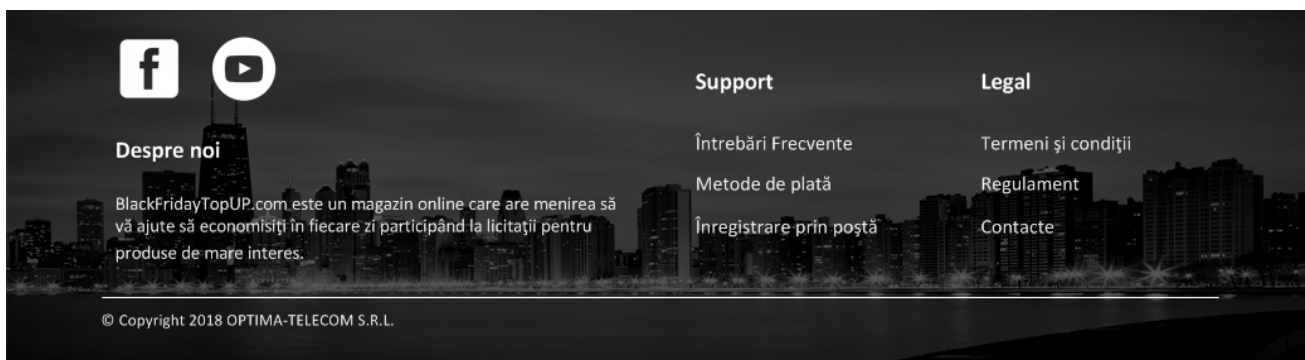 Despre noi
BlackFridayTopUP.com este un magazin online care are menirea să
vă ajute să economisiţi în fiecare zi participând la licitaţii pentru
produse de mare interes.
Support
Întrebări Frecvente
Metode de plată
Înregistrare prin poştă
Legal
Termeni şi condiţii
Regulament
Contacte
© Copyright 2018 OPTIMA-TELECOM S.R.L.